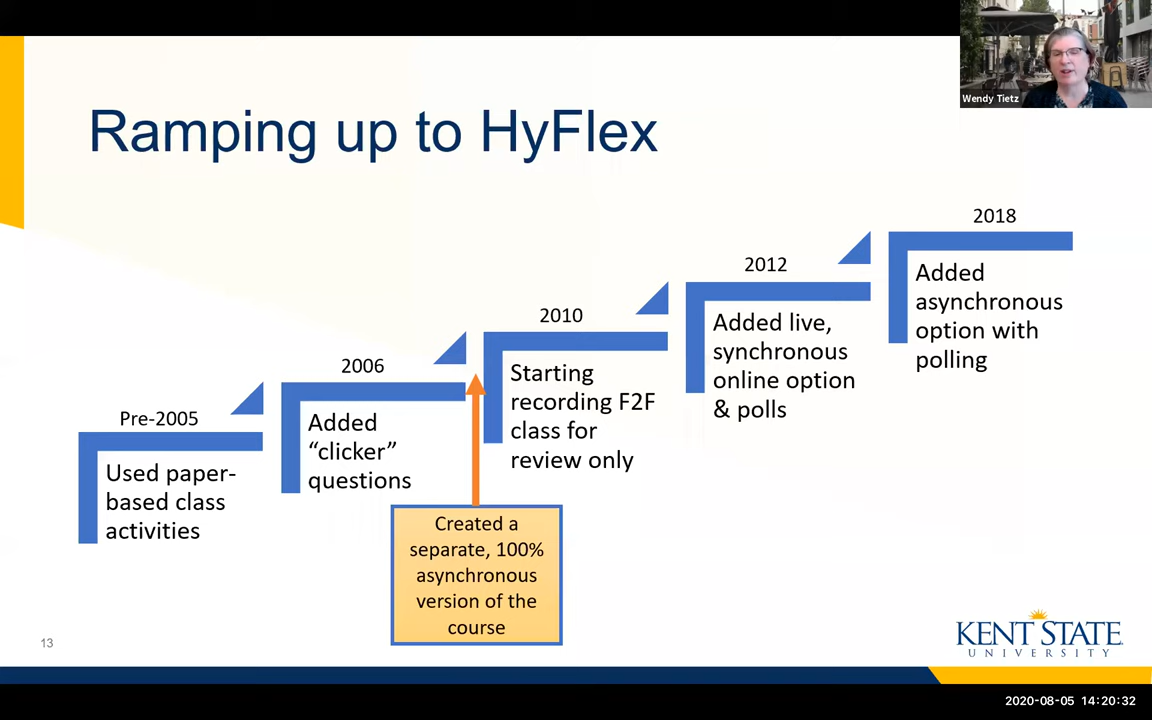 Wendy Tietz
Ramping up to HyFlex
Pre-2005
Used paper-
based class
activities
2006
Added
“clicker”
questions
Created a
separate, 100%
asynchronous
version of the
course
2010
Starting
recording F2F
class for
review only
2012
Added live,
synchronous
online option
& polls
2018
Added
asynchronous
option with
polling
13
KENT STATE
UNIVERSITY
2020-08-05 14:20:32